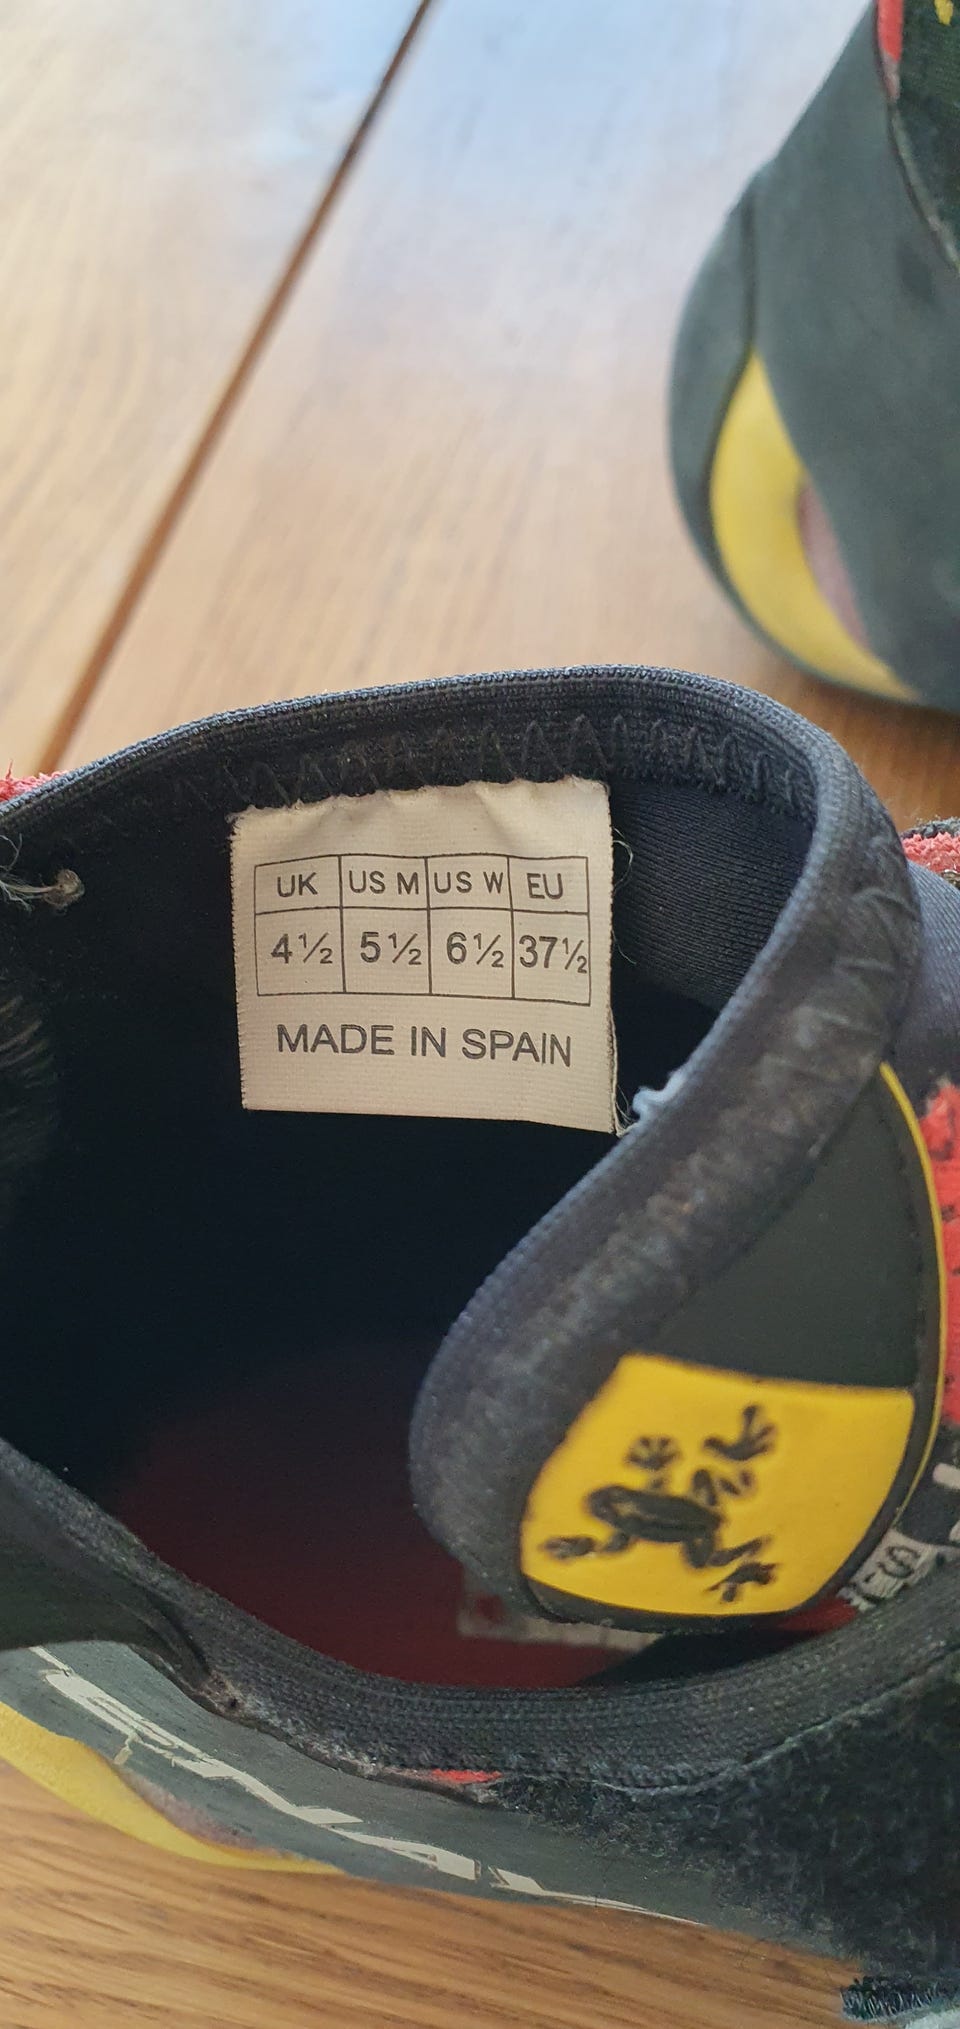 UK US M US W EU
4½ 5½ 6½ 37½
MADE IN SPAIN